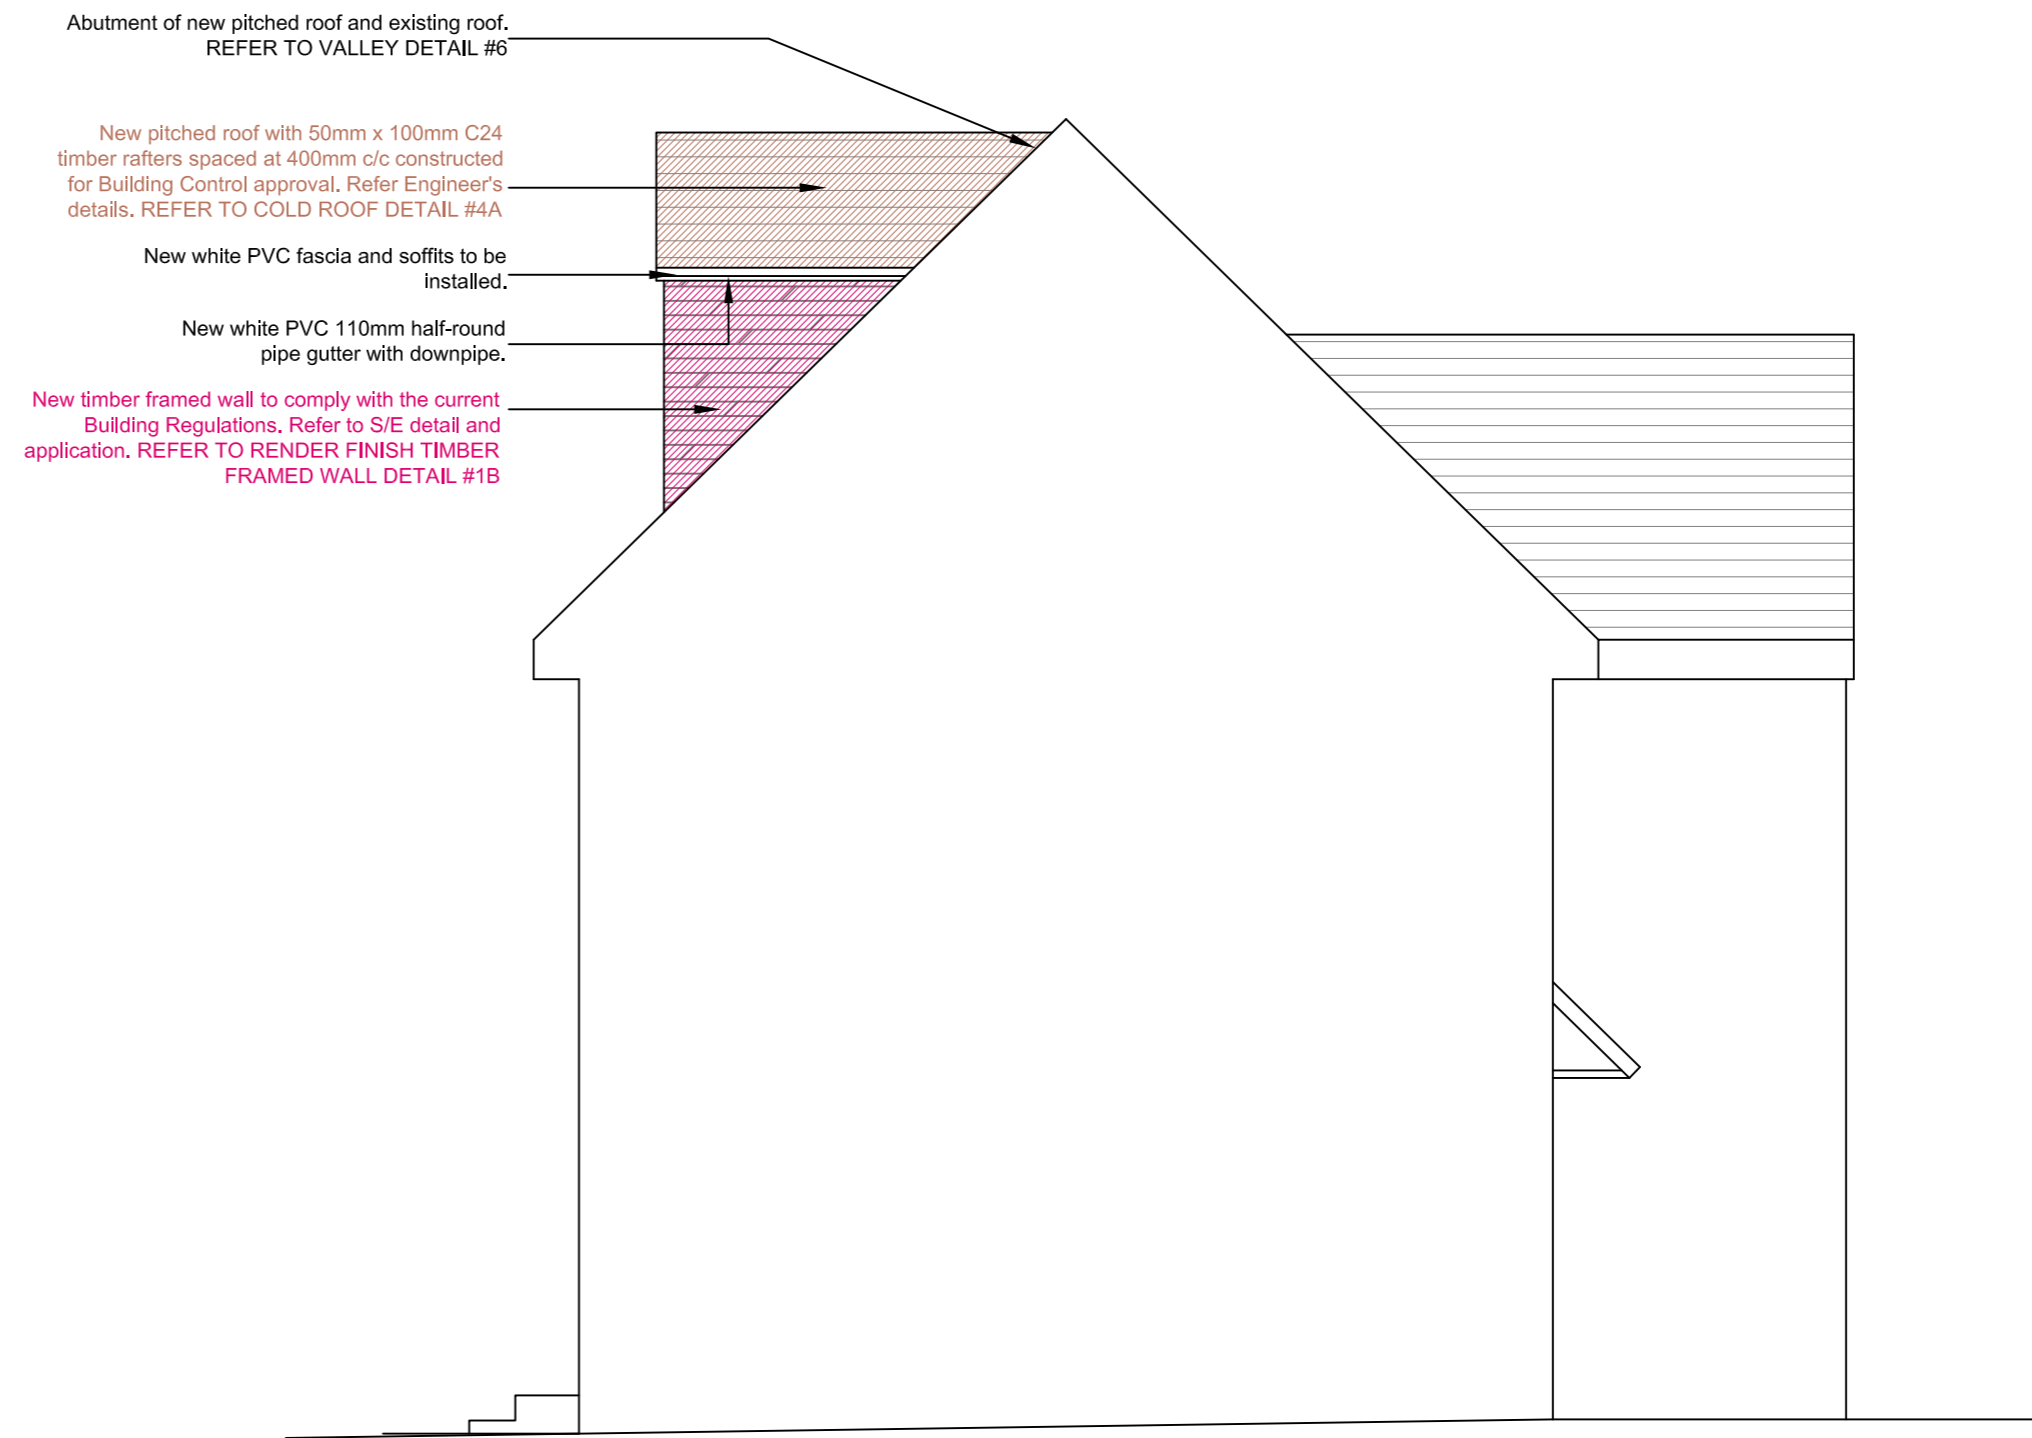 Abutment of new pitched roof and existing roof.
REFER TO VALLEY DETAIL #6
New pitched roof with 50mm x 100mm C24
timber rafters spaced at 400mm c/c constructed
for Building Control approval. Refer Engineer's
details. REFER TO COLD ROOF DETAIL #4A
New white PVC fascia and soffits to be
installed.
New white PVC 110mm half-round
pipe gutter with downpipe.
New timber framed wall to comply with the current
Building Regulations. Refer to S/E detail and
application. REFER TO RENDER FINISH TIMBER
FRAMED WALL DETAIL #1B